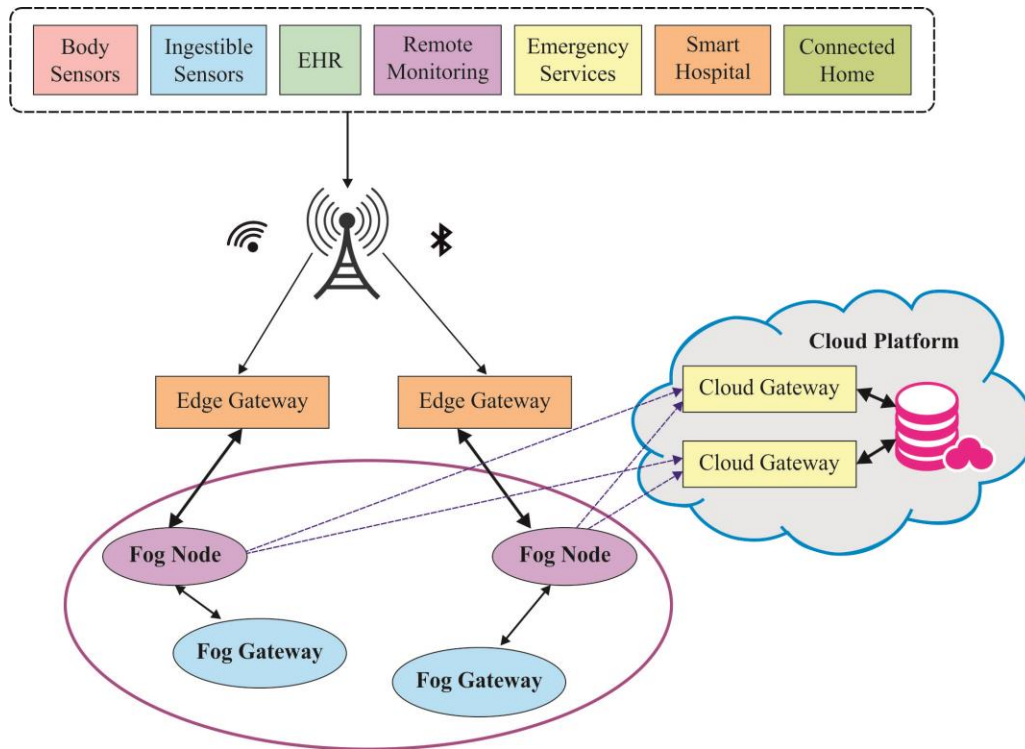 Body
Sensors
Ingestible
Sensors
EHR
Remote
Monitoring
Emergency
Services
Smart
Hospital
Connected
Home
Cloud Platform
Edge Gateway
Edge Gateway
Cloud Gateway
Cloud Gateway
Fog Node
Fog Node
Fog Gateway
Fog Gateway